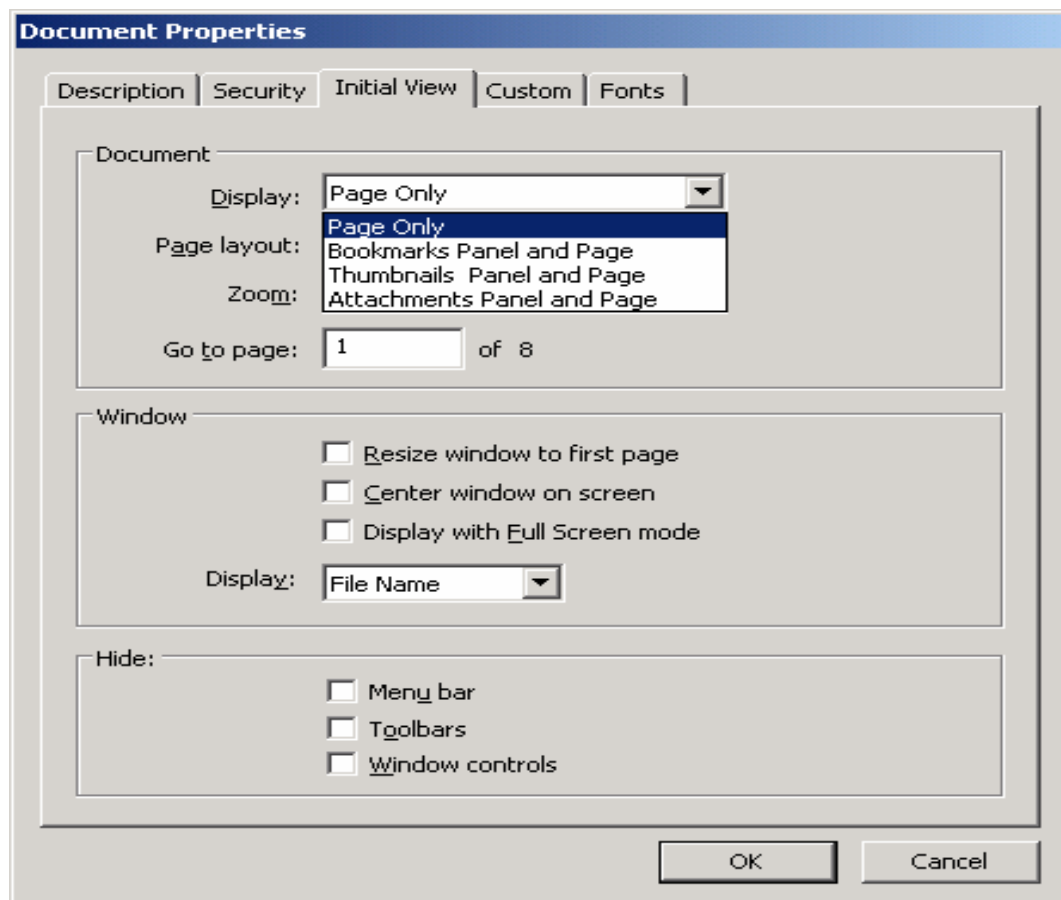 Document Properties
Description Security Initial View Custom Fonts
Document
Display: Page Only
Page Only
Page layout: Bookmarks Panel and Page
Thumbnails  Panel and Page
Zoom: Attachments Panel and Page
Go to page: 1 of 8
Window
Resize window to first page
Center window on screen
Display with Full Screen mode
Display: File Name
Hide:
Menu bar
Toolbars
Window controls
OK Cancel